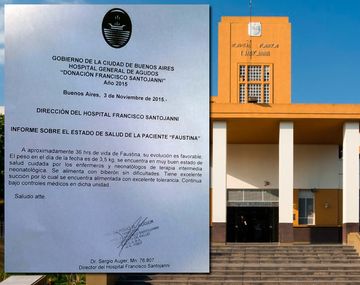 GOBIERNO DE LA CIUDAD DE BUENOS AIRES
HOSPITAL GENERAL DE AGUDOS
"DONACIÓN FRANCISCO SANTOJANNI"
Año 2015
Buenos Aires, 3 de Noviembre de 2015.-
DIRECCIÓN DEL HOSPITAL FRANCISCO SANTOJANNI
INFORME SOBRE EL ESTADO DE SALUD DE LA PACIENTE "FAUSTINA"
A aproximadamente 36 hrs de vida de Faustina, su evolución es favorable.
El peso en el día de la fecha es de 3,5 kg, se encuentra en muy buen estado de
salud cuidada por los enfermeros y neonatólogos de terapia intermedia
neonatológica. Se alimenta con biberón sin dificultades. Tiene excelente
succión por lo cual se encuentra alimentada con excelente tolerancia. Continua
bajo controles médicos en dicha unidad.
Saludo atte.
Dr. Sergio Auger, Mn: 76.807
Director del Hospital Francisco Santojanni